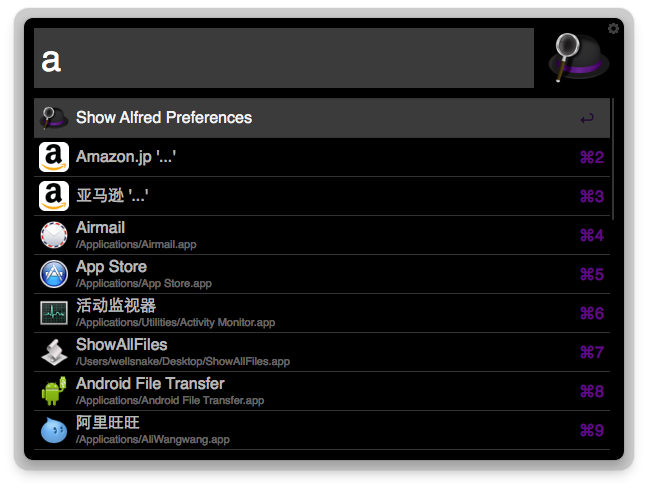 a
Show Alfred Preferences
Amazon.jp '...' ⌘2
亚马逊 '...' ⌘3
Airmail ⌘4
/Applications/Airmail.app
App Store ⌘5
/Applications/App Store.app
活动监视器 ⌘6
/Applications/Utilities/Activity Monitor.app
ShowAllFiles ⌘7
/Users/wellsnake/Desktop/ShowAllFiles.app
Android File Transfer ⌘8
/Applications/Android File Transfer.app
阿里旺旺 ⌘9
/Applications/AliWangwang.app